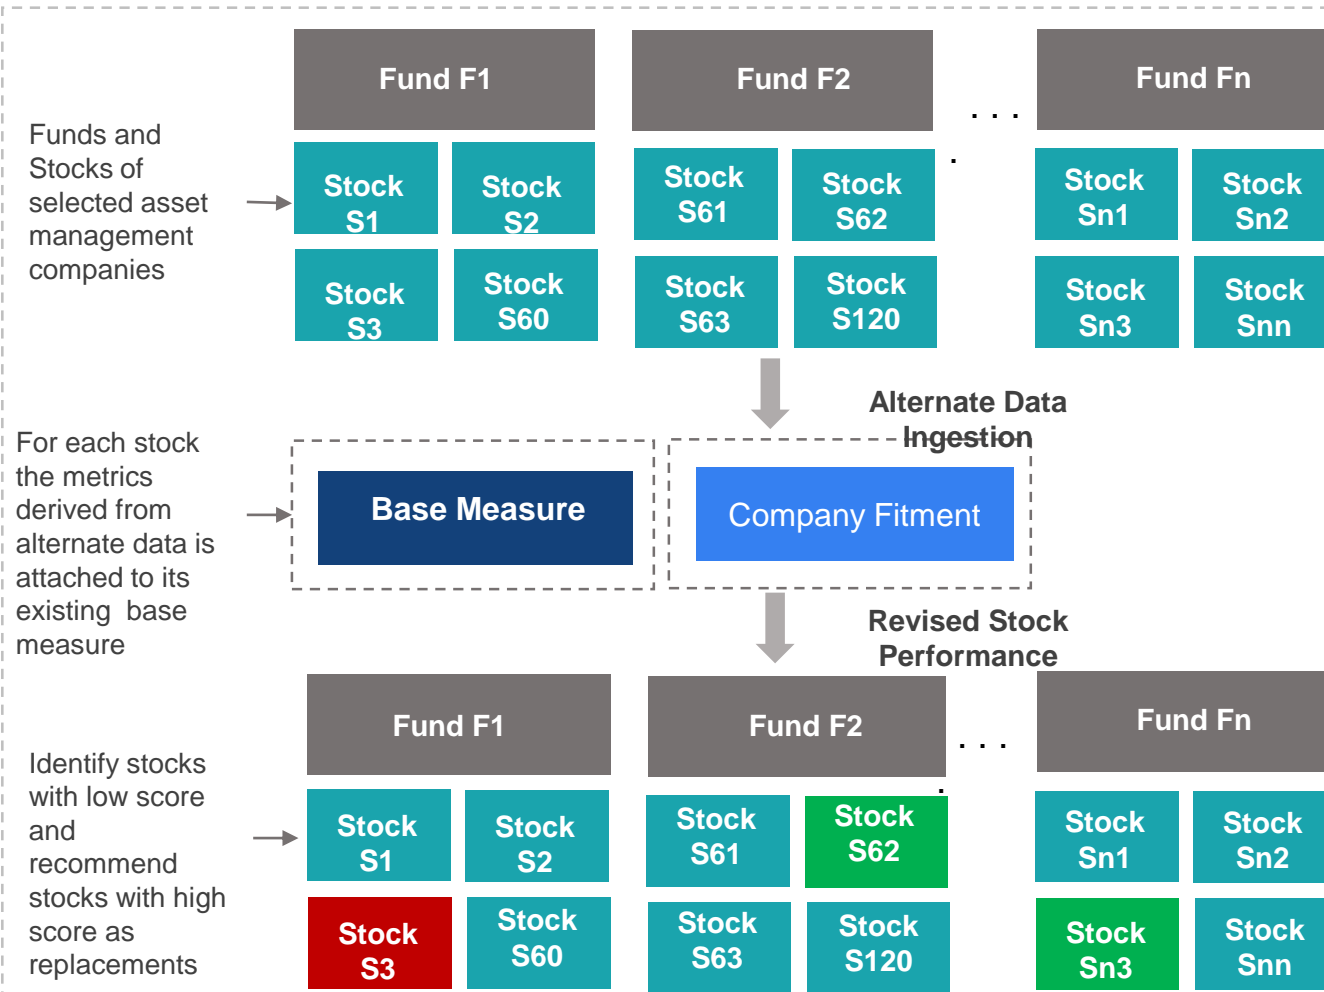 Fund F1
Fund F2
. . .
.
Fund Fn
Funds and
Stocks of
selected asset
management
companies
Stock
S1
Stock
S2
Stock
S61
Stock
S62
Stock
Sn1
Stock
Sn2
Stock
S3
Stock
S60
Stock
S63
Stock
S120
Stock
Sn3
Stock
Snn
Alternate Data
Ingestion
For each stock
the metrics
derived from
alternate data is
attached to its
existing base
measure
Base Measure
Company Fitment
Revised Stock
Performance
Fund F1
Fund F2
. . .
.
Fund Fn
Identify stocks
with low score
and
recommend
stocks with high
score as
replacements
Stock
S1
Stock
S2
Stock
S61
Stock
S62
Stock
Sn1
Stock
Sn2
Stock
S3
Stock
S60
Stock
S63
Stock
S120
Stock
Sn3
Stock
Snn